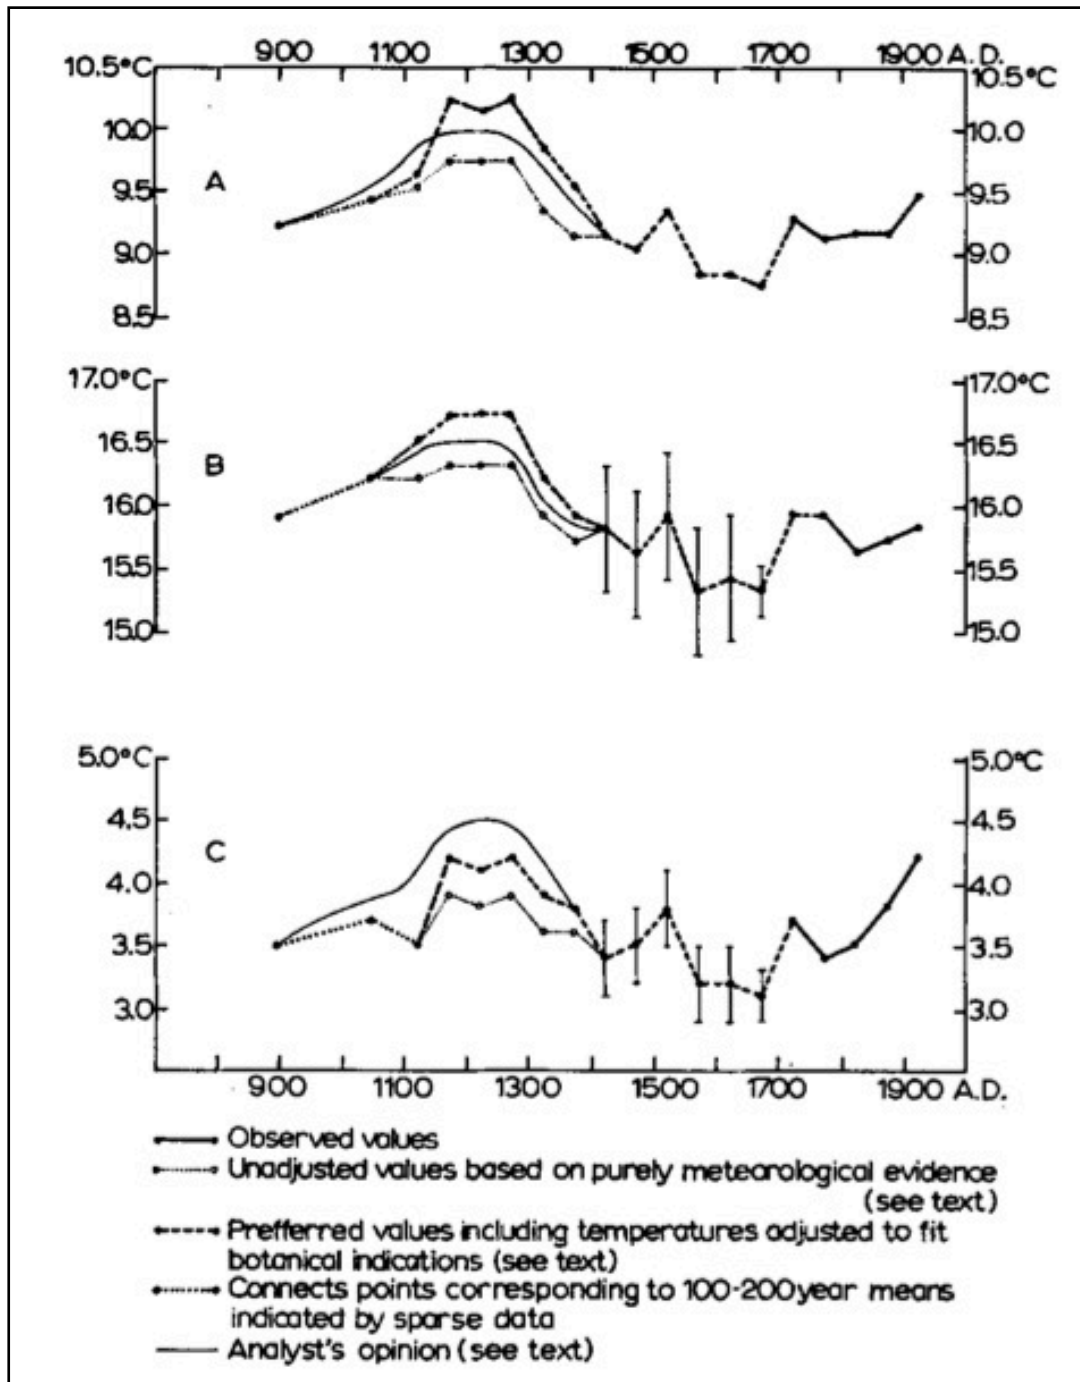 900 1100 1300 1500 1700 1900 A.D.
10.5°C 10.5°C
10.0 10.0
A
9.5 9.5
9.0 9.0
8.5 8.5
17.0°C 17.0°C
16.5 16.5
B
16.0 16.0
15.5 15.5
15.0 15.0
5.0°C 5.0°C
4.5 4.5
C
4.0 4.0
3.5 3.5
3.0 3.0
900 1100 1300 1500 1700 1900 A.D.
Observed values
Unadjusted values based on purely meteorological evidence
(see text)
Prefferred values including temperatures adjusted to fit
botanical indications (see text)
Connects points corresponding to 100-200 year means
indicated by sparse data
Analyst's opinion (see text)